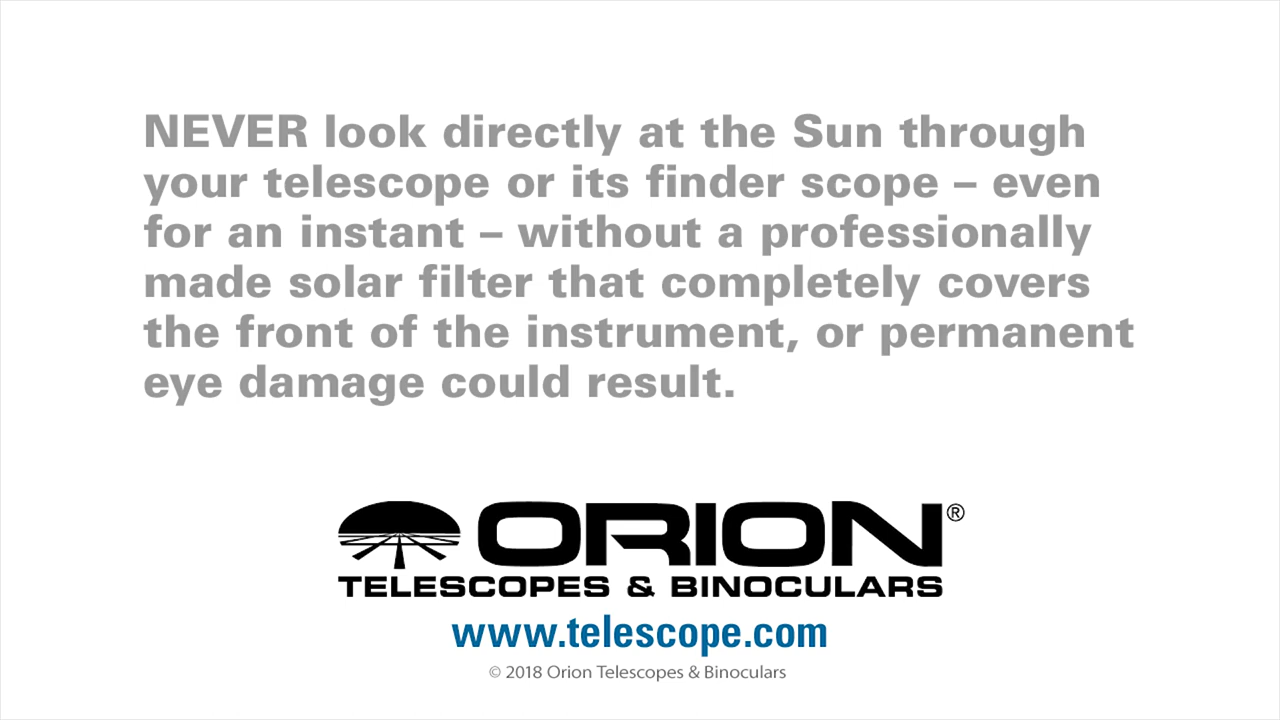 NEVER look directly at the Sun through
your telescope or its finder scope – even
for an instant – without a professionally
made solar filter that completely covers
the front of the instrument, or permanent
eye damage could result.
ORION®
TELESCOPES & BINOCULARS
www.telescope.com
© 2018 Orion Telescopes & Binoculars